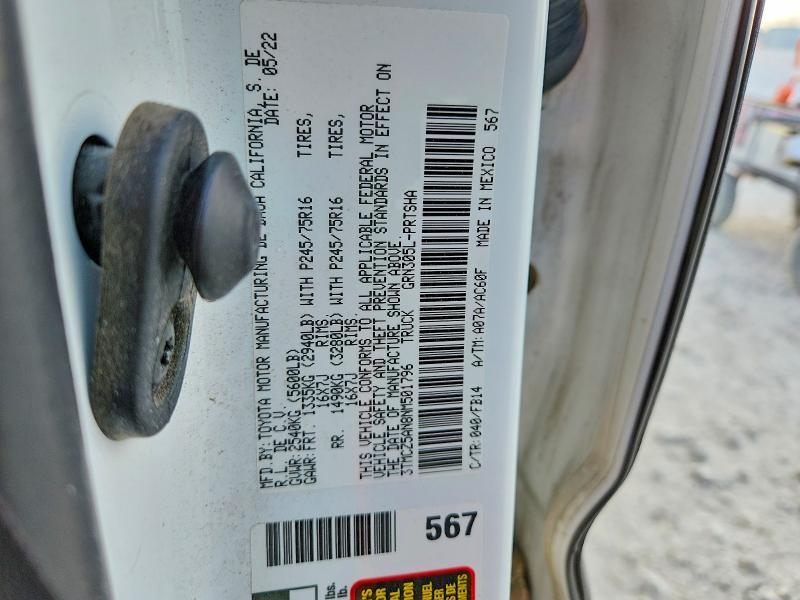 MFD.BY:TOYOTA MOTOR MANUFACTURING DE BAJA CALIFORNIA, S. DE
R.L. DE C.V. DATE: 05/22
GVWR:2540KG(5600LB)
GAWR:FRT. 1335KG(2940LB) WITH P245/75R16 TIRES,
16X7J RIMS
RR. 1490KG(3280LB) WITH P245/75R16 TIRES,
16X7J RIMS
THIS VEHICLE CONFORMS TO ALL APPLICABLE FEDERAL MOTOR
VEHICLE SAFETY AND THEFT PREVENTION STANDARDS IN EFFECT ON
THE DATE OF MANUFACTURE SHOWN ABOVE.
3TMCZ5AN8NM501796 TRUCK GRN305L-PRTSHA
C/TR:040/FB14 A/TM:A07A/AC60F MADE IN MEXICO 567
567
lbs.
lb.